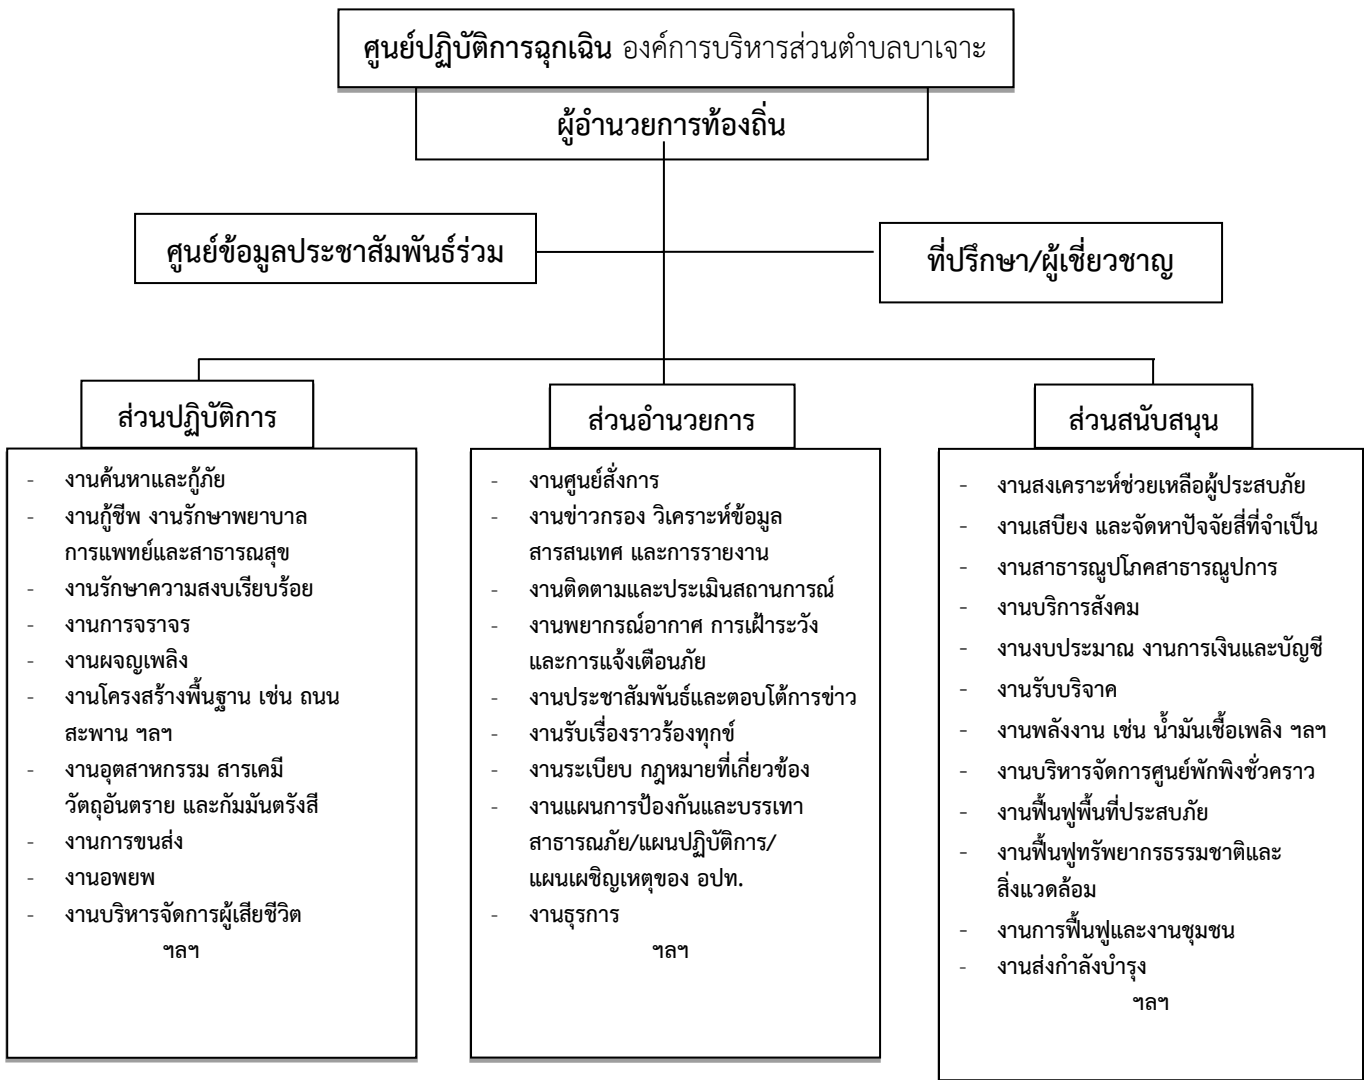 ศูนย์ปฏิบัติการฉุกเฉิน องค์การบริหารส่วนตำบลบาเจาะ
ผู้อำนวยการท้องถิ่น
ศูนย์ข้อมูลประชาสัมพันธ์ร่วม
ที่ปรึกษา/ผู้เชี่ยวชาญ
ส่วนปฏิบัติการ
- งานค้นหาและกู้ภัย
- งานกู้ชีพ งานรักษาพยาบาล
การแพทย์และสาธารณสุข
- งานรักษาความสงบเรียบร้อย
- งานการจราจร
- งานผจญเพลิง
- งานโครงสร้างพื้นฐาน เช่น ถนน
สะพาน ฯลฯ
- งานอุตสาหกรรม สารเคมี
วัตถุอันตราย และกัมมันตรังสี
- งานการขนส่ง
- งานอพยพ
- งานบริหารจัดการผู้เสียชีวิต
ฯลฯ
ส่วนอำนวยการ
- งานศูนย์สั่งการ
- งานข่าวกรอง วิเคราะห์ข้อมูล
สารสนเทศ และการรายงาน
- งานติดตามและประเมินสถานการณ์
- งานพยากรณ์อากาศ การเฝ้าระวัง
และการแจ้งเตือนภัย
- งานประชาสัมพันธ์และตอบโต้การข่าว
- งานรับเรื่องราวร้องทุกข์
- งานระเบียบ กฎหมายที่เกี่ยวข้อง
- งานแผนการป้องกันและบรรเทา
สาธารณภัย/แผนปฏิบัติการ/
แผนเผชิญเหตุของ อปท.
- งานธุรการ
ฯลฯ
ส่วนสนับสนุน
- งานสงเคราะห์ช่วยเหลือผู้ประสบภัย
- งานเสบียง และจัดหาปัจจัยสี่ที่จำเป็น
- งานสาธารณูปโภคสาธารณูปการ
- งานบริการสังคม
- งานงบประมาณ งานการเงินและบัญชี
- งานรับบริจาค
- งานพลังงาน เช่น น้ำมันเชื้อเพลิง ฯลฯ
- งานบริหารจัดการศูนย์พักพิงชั่วคราว
- งานฟื้นฟูพื้นที่ประสบภัย
- งานฟื้นฟูทรัพยากรธรรมชาติและ
สิ่งแวดล้อม
- งานการฟื้นฟูและงานชุมชน
- งานส่งกำลังบำรุง
ฯลฯ